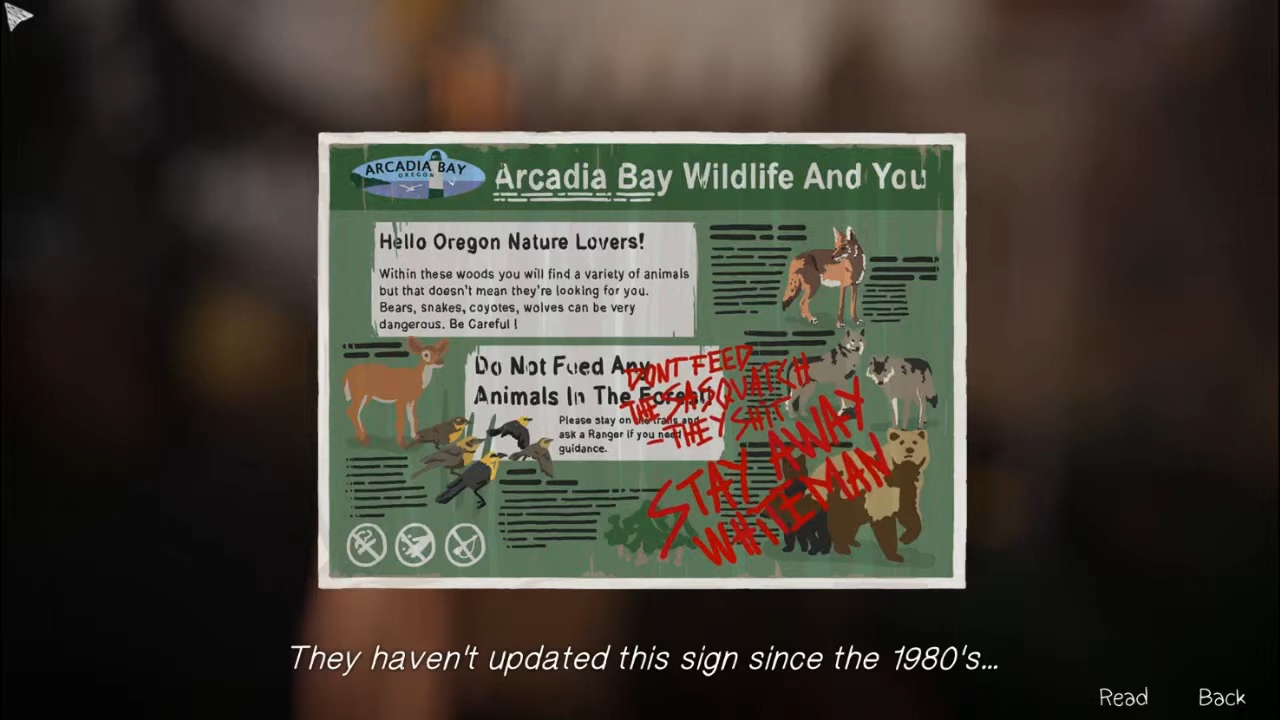 ARCADIA BAY
OREGON
Arcadia Bay Wildlife And You
Hello Oregon Nature Lovers!
Within these woods you will find a variety of animals
but that doesn't mean they're looking for you.
Bears, snakes, coyotes, wolves can be very
dangerous. Be Careful !
Do Not Feed Any
Animals In The Forest!
Please stay on the trails and
ask a Ranger if you need
guidance.
DONT FEED
THE SASQUATCH
- THEY SHIT
STAY AWAY
WHITEMAN
They haven't updated this sign since the 1980's...
Read Back